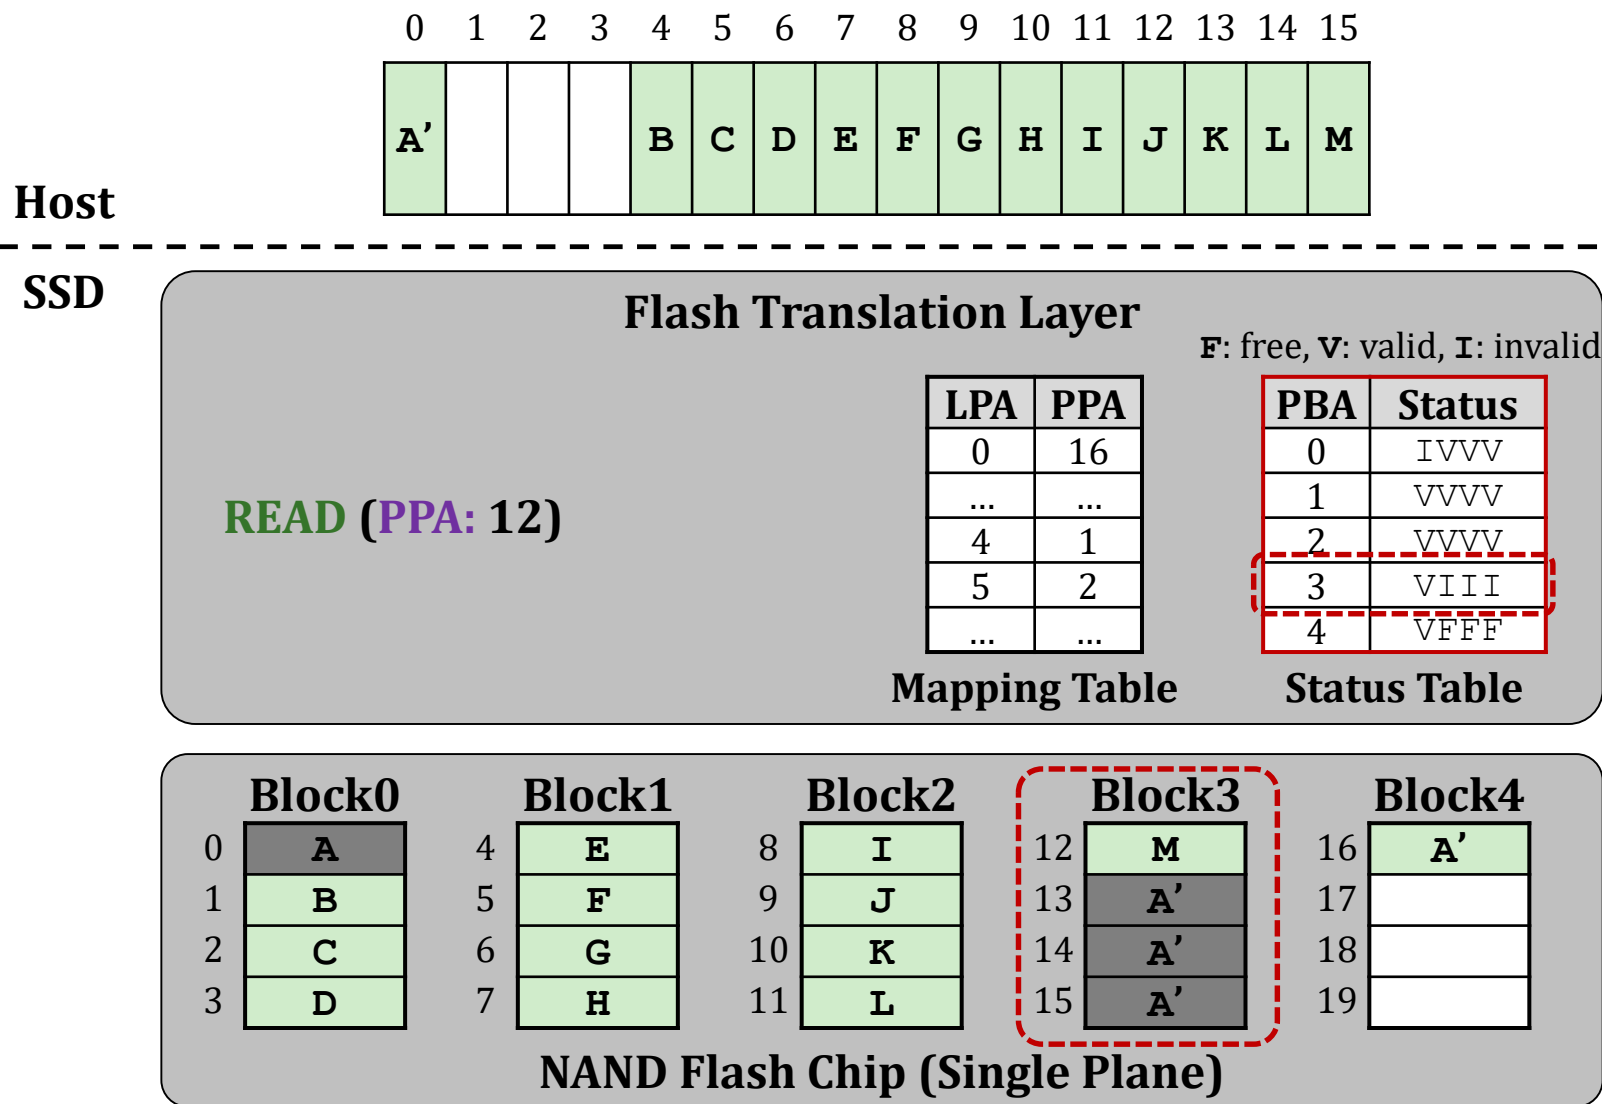 0 1 2 3 4 5 6 7 8 9 10 11 12 13 14 15
A’ B C D E F G H I J K L M
Host
SSD
Flash Translation Layer
F: free, V: valid, I: invalid
READ (PPA: 12)
LPA PPA
0 16
... ...
4 1
5 2
... ...
Mapping Table
PBA Status
0 IVVV
1 VVVV
2 VVVV
3 VIII
4 VFFF
Status Table
Block0 Block1 Block2 Block3 Block4
0 A 4 E 8 I 12 M 16 A’
1 B 5 F 9 J 13 A’ 17
2 C 6 G 10 K 14 A’ 18
3 D 7 H 11 L 15 A’ 19
NAND Flash Chip (Single Plane)